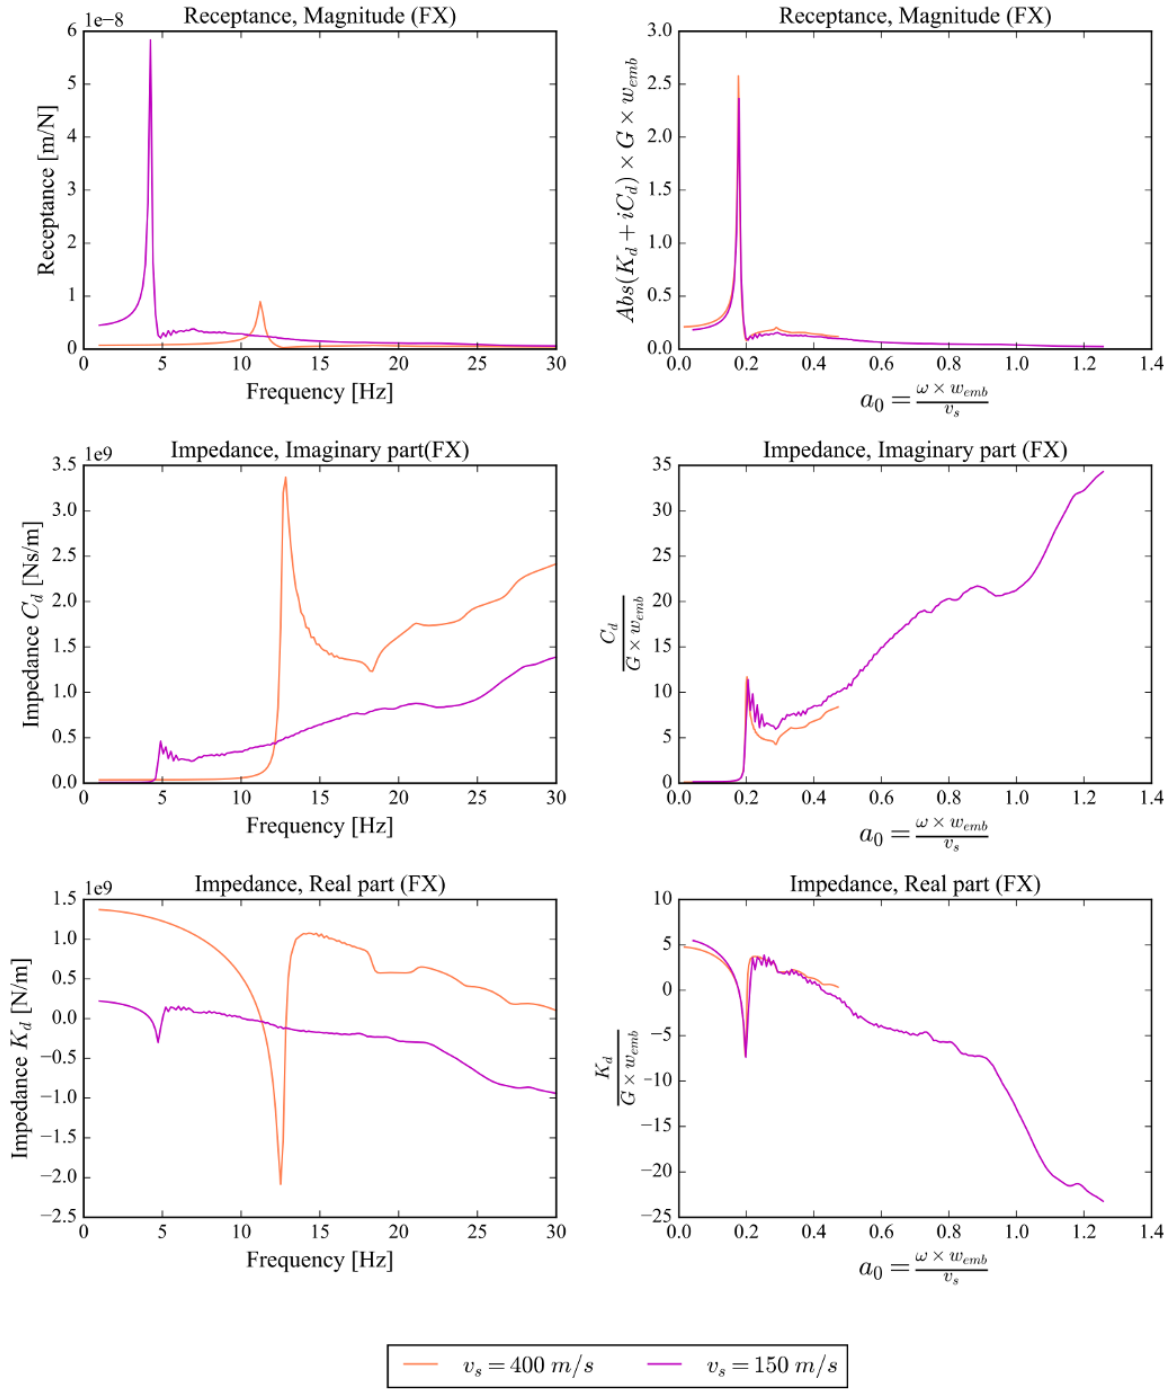 Receptance, Magnitude (FX)
1e−8
6
5
4
3
2
1
0
0 5 10 15 20 25 30
Receptance [m/N]
Frequency [Hz]
Receptance, Magnitude (FX)
3.0
2.5
2.0
1.5
1.0
0.5
0.0
0.0 0.2 0.4 0.6 0.8 1.0 1.2 1.4
Abs(K_d + iC_d) × G × w_emb
a_0 = ω × w_emb / v_s
Impedance, Imaginary part(FX)
1e9
3.5
3.0
2.5
2.0
1.5
1.0
0.5
0.0
0 5 10 15 20 25 30
Impedance C_d [Ns/m]
Frequency [Hz]
Impedance, Imaginary part (FX)
35
30
25
20
15
10
5
0
0.0 0.2 0.4 0.6 0.8 1.0 1.2 1.4
C_d / G × w_emb
a_0 = ω × w_emb / v_s
Impedance, Real part (FX)
1e9
1.5
1.0
0.5
0.0
−0.5
−1.0
−1.5
−2.0
−2.5
0 5 10 15 20 25 30
Impedance K_d [N/m]
Frequency [Hz]
Impedance, Real part (FX)
10
5
0
−5
−10
−15
−20
−25
0.0 0.2 0.4 0.6 0.8 1.0 1.2 1.4
K_d / G × w_emb
a_0 = ω × w_emb / v_s
v_s = 400 m/s v_s = 150 m/s